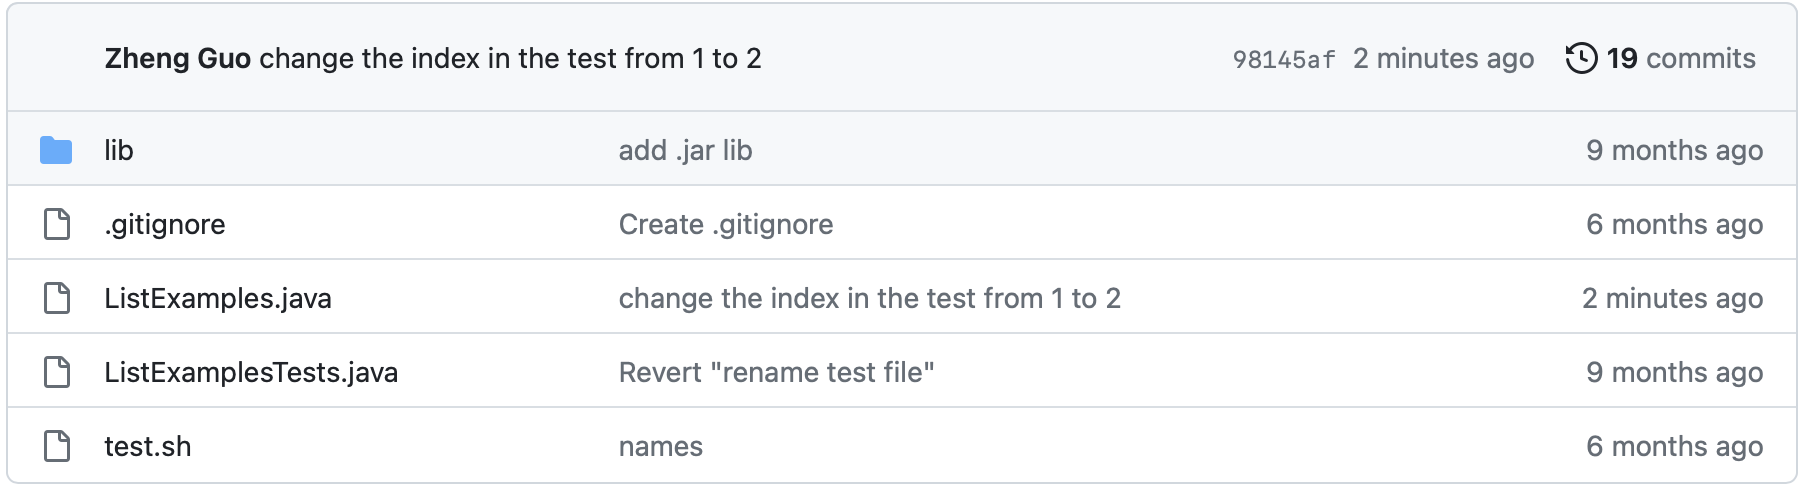 Zheng Guo change the index in the test from 1 to 2 98145af 2 minutes ago 19 commits
lib add .jar lib 9 months ago
.gitignore Create .gitignore 6 months ago
ListExamples.java change the index in the test from 1 to 2 2 minutes ago
ListExamplesTests.java Revert "rename test file" 9 months ago
test.sh names 6 months ago